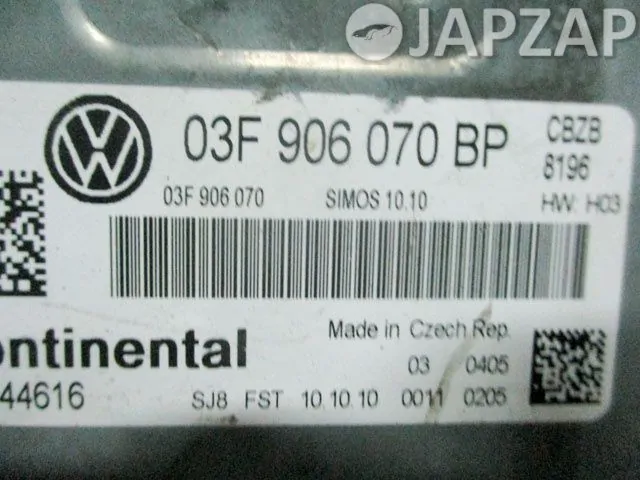 JAPZAP
VW
03F 906 070 BP
CBZB
8196
03F 906 070
SIMOS 10.10
HW: H03
ontinental
Made in Czech Rep.
03 0405
44616
SJ8 FST 10.10.10 0011 0205